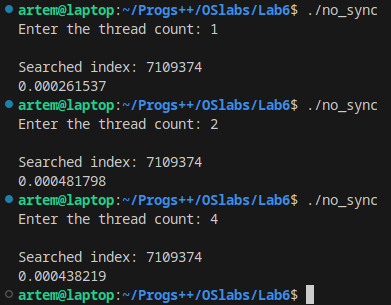 artem@laptop:~/Progs++/OSlabs/Lab6$ ./no_sync
Enter the thread count: 1

Searched index: 7109374
0.000261537
artem@laptop:~/Progs++/OSlabs/Lab6$ ./no_sync
Enter the thread count: 2

Searched index: 7109374
0.000481798
artem@laptop:~/Progs++/OSlabs/Lab6$ ./no_sync
Enter the thread count: 4

Searched index: 7109374
0.000438219
artem@laptop:~/Progs++/OSlabs/Lab6$